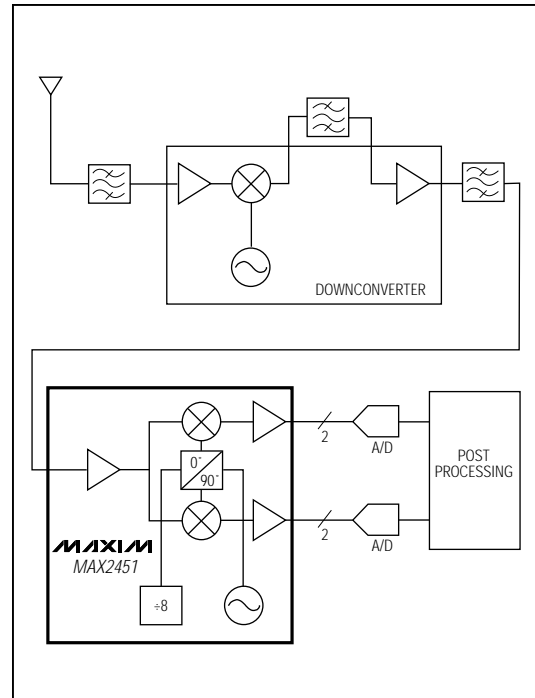 DOWNCONVERTER
0°
90°
2
A/D
POST
PROCESSING
MAXIM
MAX2451
2
A/D
÷8